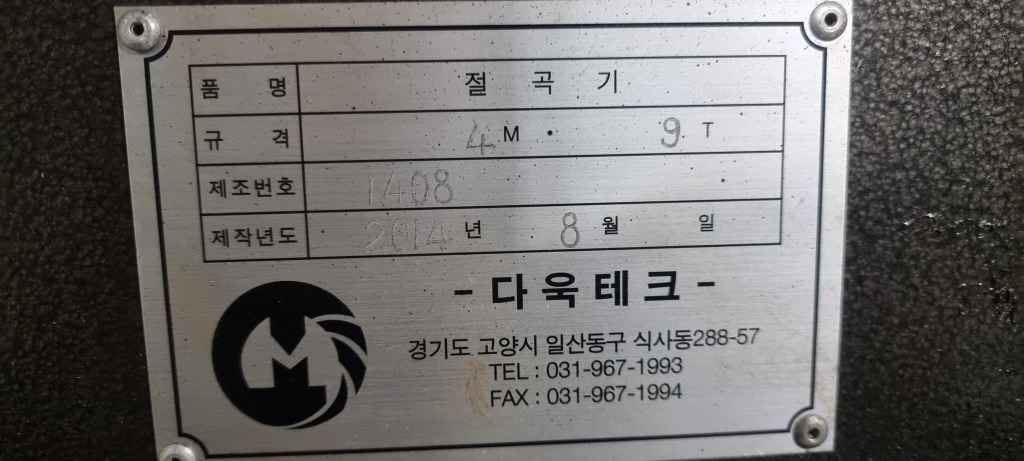 품 명 절 곡 기
규 격 4 M · 9 T
제조번호 1408
제작년도 2014 년 8 월 일
M
- 다욱테크 -
경기도 고양시 일산동구 식사동288-57
TEL : 031-967-1993
FAX : 031-967-1994